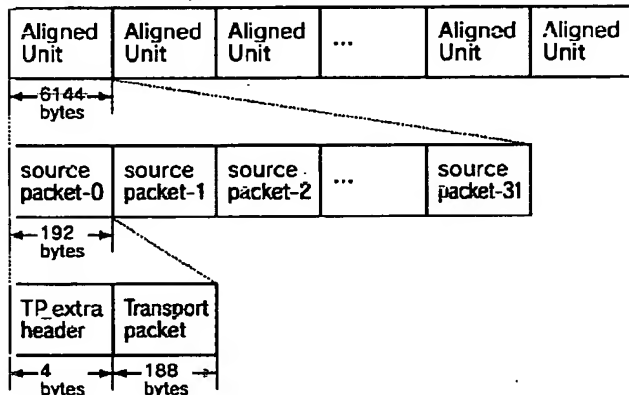 Aligned Unit Aligned Unit Aligned Unit ... Aligned Unit Aligned Unit
6144 bytes
source packet-0 source packet-1 source packet-2 ... source packet-31
192 bytes
TP_extra header Transport packet
4 bytes 188 bytes